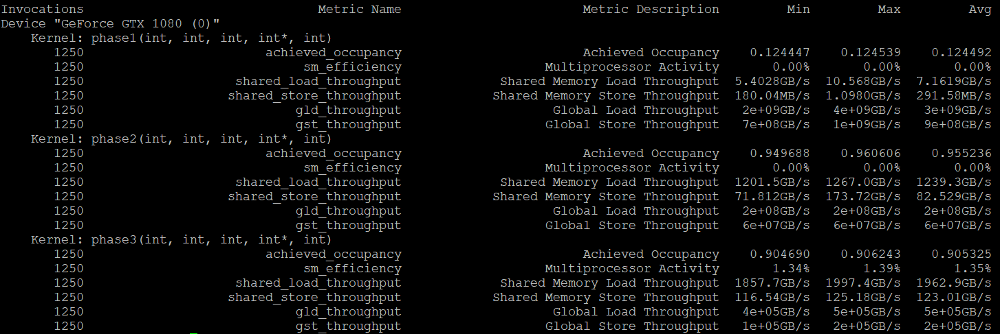 Invocations Metric Name Metric Description Min Max Avg
Device "GeForce GTX 1080 (0)"
Kernel: phase1(int, int, int, int*, int)
1250 achieved_occupancy Achieved Occupancy 0.124447 0.124539 0.124492
1250 sm_efficiency Multiprocessor Activity 0.00% 0.00% 0.00%
1250 shared_load_throughput Shared Memory Load Throughput 5.4028GB/s 10.568GB/s 7.1619GB/s
1250 shared_store_throughput Shared Memory Store Throughput 180.04MB/s 1.0980GB/s 291.58MB/s
1250 gld_throughput Global Load Throughput 2e+09GB/s 4e+09GB/s 3e+09GB/s
1250 gst_throughput Global Store Throughput 7e+08GB/s 1e+09GB/s 9e+08GB/s
Kernel: phase2(int, int, int, int*, int)
1250 achieved_occupancy Achieved Occupancy 0.949688 0.960606 0.955236
1250 sm_efficiency Multiprocessor Activity 0.00% 0.00% 0.00%
1250 shared_load_throughput Shared Memory Load Throughput 1201.5GB/s 1267.0GB/s 1239.3GB/s
1250 shared_store_throughput Shared Memory Store Throughput 71.812GB/s 173.72GB/s 82.529GB/s
1250 gld_throughput Global Load Throughput 2e+08GB/s 2e+08GB/s 2e+08GB/s
1250 gst_throughput Global Store Throughput 6e+07GB/s 6e+07GB/s 6e+07GB/s
Kernel: phase3(int, int, int, int*, int)
1250 achieved_occupancy Achieved Occupancy 0.904690 0.906243 0.905325
1250 sm_efficiency Multiprocessor Activity 1.34% 1.39% 1.35%
1250 shared_load_throughput Shared Memory Load Throughput 1857.7GB/s 1997.4GB/s 1962.9GB/s
1250 shared_store_throughput Shared Memory Store Throughput 116.54GB/s 125.18GB/s 123.01GB/s
1250 gld_throughput Global Load Throughput 4e+05GB/s 5e+05GB/s 5e+05GB/s
1250 gst_throughput Global Store Throughput 1e+05GB/s 2e+05GB/s 2e+05GB/s